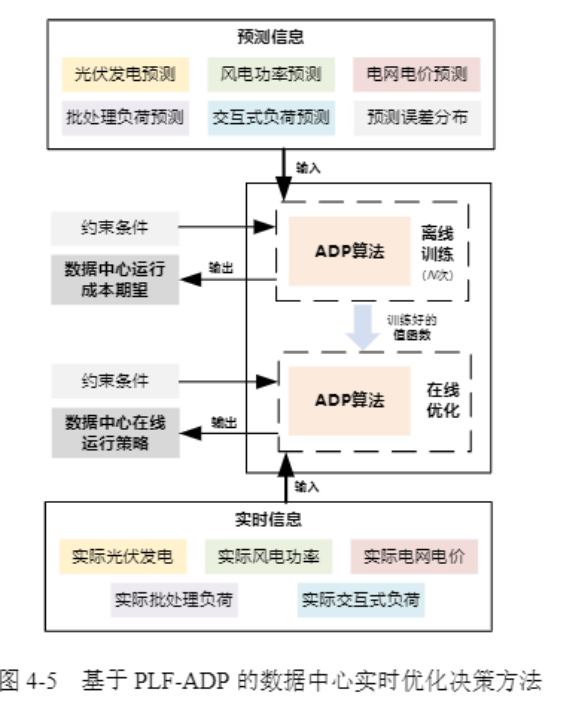 预测信息
光伏发电预测 风电功率预测 电网电价预测
批处理负荷预测 交互式负荷预测 预测误差分布
输入
约束条件
ADP算法
离线
训练
(N次)
数据中心运行
成本期望
输出
训练好的
值函数
约束条件
ADP算法
在线
优化
数据中心在线
运行策略
输出
输入
实时信息
实际光伏发电 实际风电功率 实际电网电价
实际批处理负荷 实际交互式负荷
图 4-5 基于 PLF-ADP 的数据中心实时优化决策方法